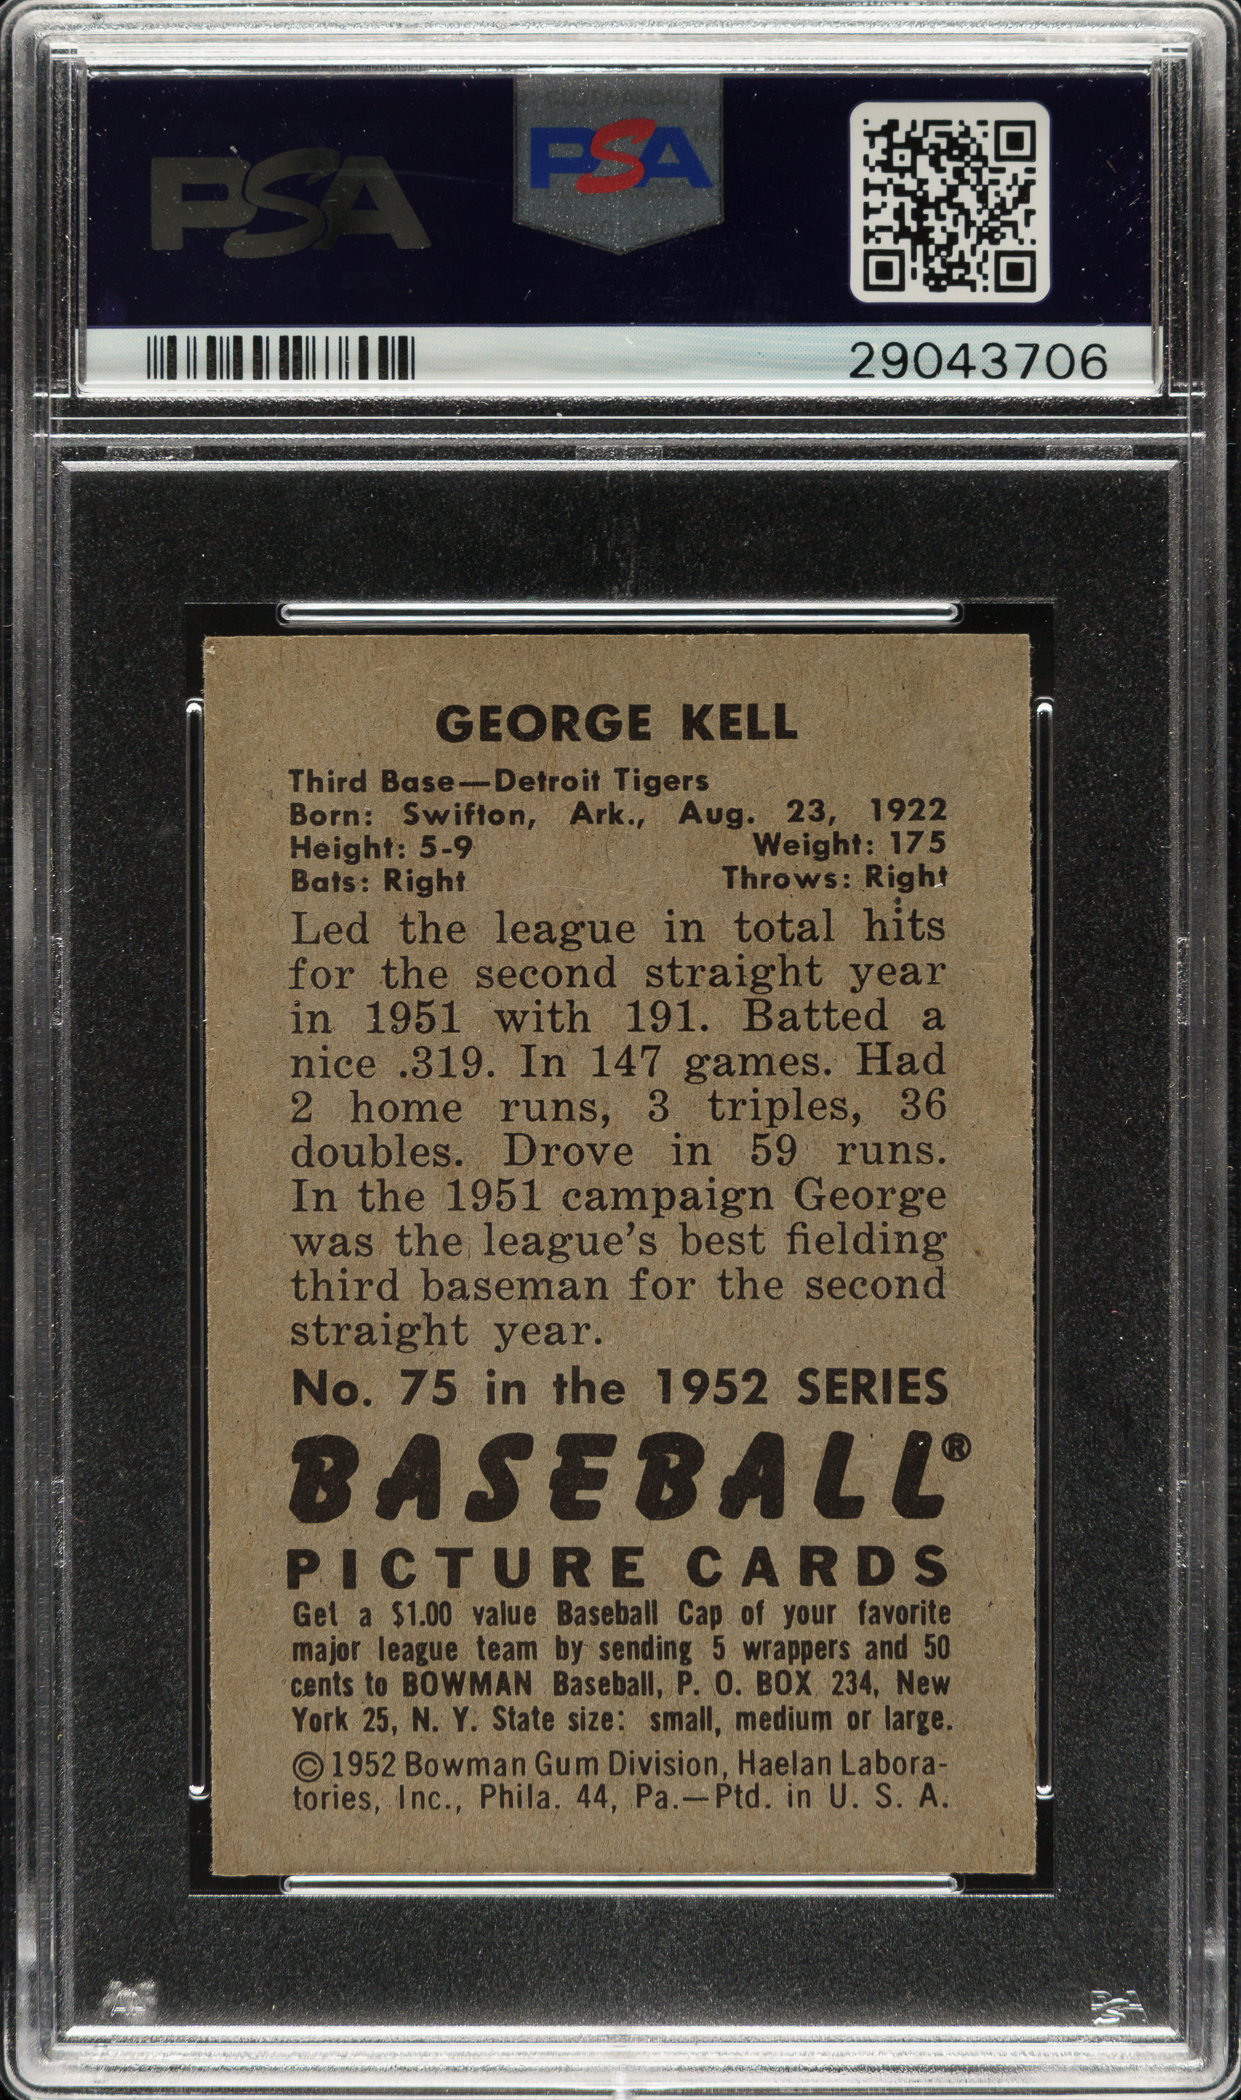 PSA
PSA
29043706
GEORGE KELL
Third Base—Detroit Tigers
Born: Swifton, Ark., Aug. 23, 1922
Height: 5-9 Weight: 175
Bats: Right Throws: Right
Led the league in total hits
for the second straight year
in 1951 with 191. Batted a
nice .319. In 147 games. Had
2 home runs, 3 triples, 36
doubles. Drove in 59 runs.
In the 1951 campaign George
was the league's best fielding
third baseman for the second
straight year.
No. 75 in the 1952 SERIES
BASEBALL®
PICTURE CARDS
Get a $1.00 value Baseball Cap of your favorite
major league team by sending 5 wrappers and 50
cents to BOWMAN Baseball, P. O. BOX 234, New
York 25, N. Y. State size: small, medium or large.
© 1952 Bowman Gum Division, Haelan Labora-
tories, Inc., Phila. 44, Pa.—Ptd. in U. S. A.
PSA